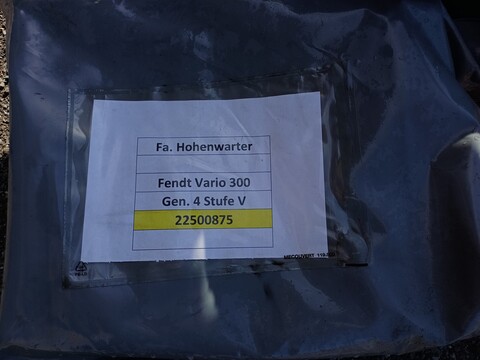 Fa. Hohenwarter
Fendt Vario 300
Gen. 4 Stufe V
22500875